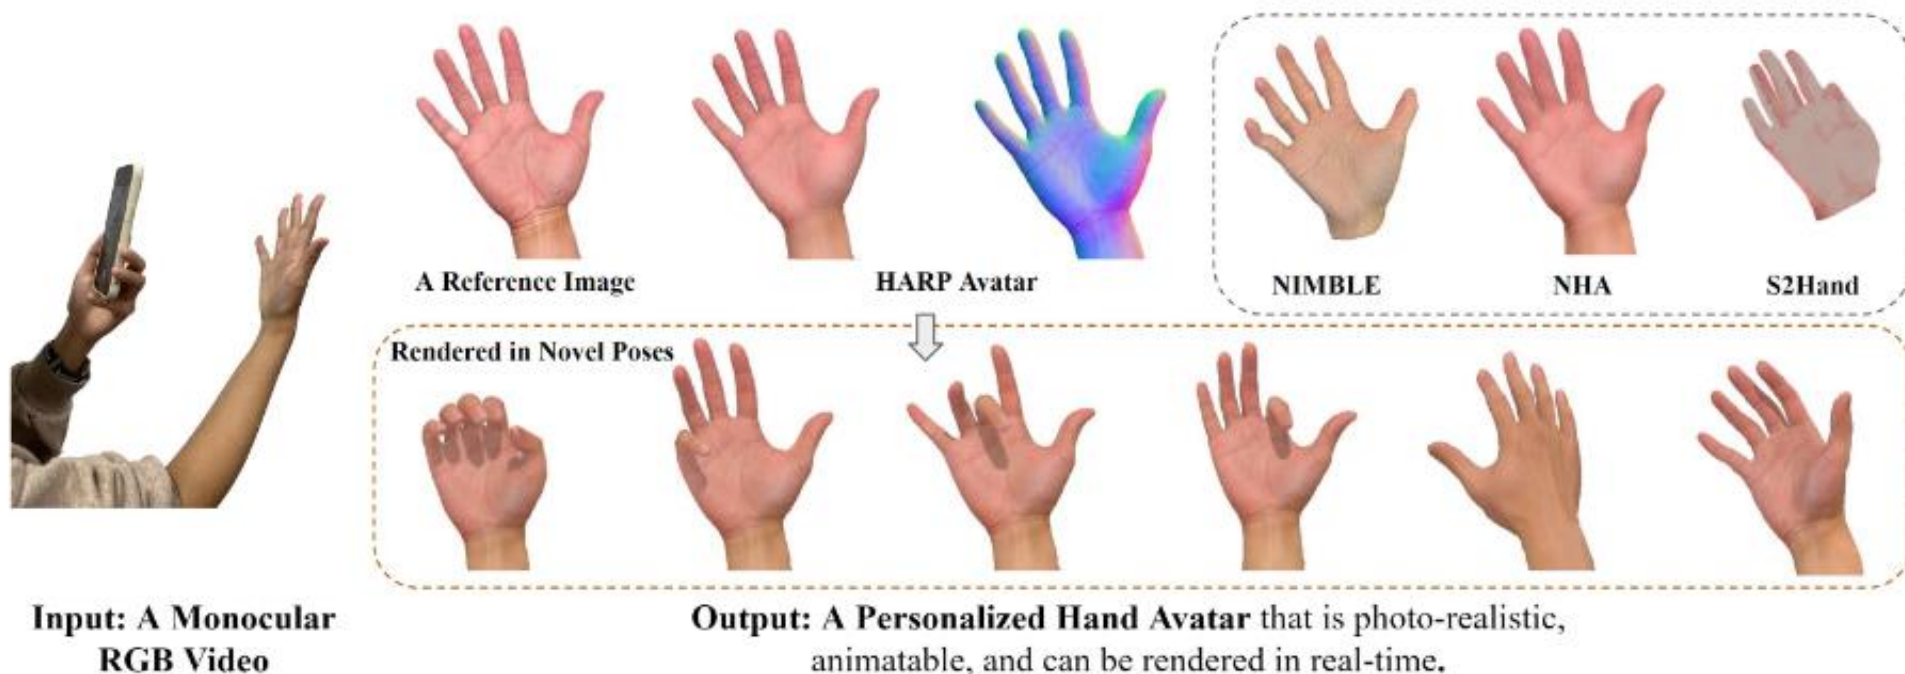 A Reference Image
HARP Avatar
NIMBLE
NHA
S2Hand
Rendered in Novel Poses
Input: A Monocular
RGB Video
Output: A Personalized Hand Avatar that is photo-realistic,
animatable, and can be rendered in real-time.